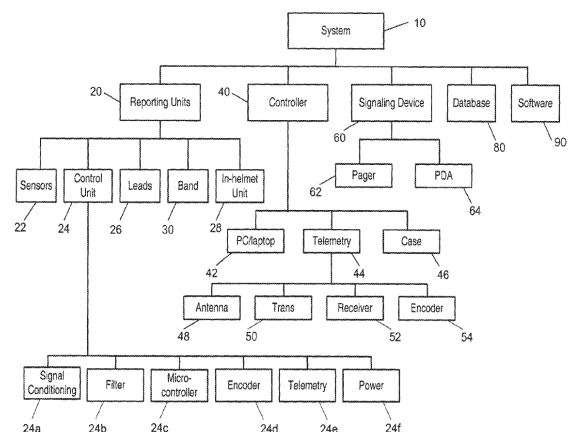 System
10
20
Reporting Units
40
Controller
Signaling Device
60
Database
80
Software
90
Sensors
22
Control
Unit
24
Leads
26
Band
30
In-helmet
Unit
28
Pager
62
PDA
64
PC/laptop
42
Telemetry
44
Case
46
Antenna
48
Trans
50
Receiver
52
Encoder
54
Signal
Conditioning
24a
Filter
24b
Micro-
controller
24c
Encoder
24d
Telemetry
24e
Power
24f